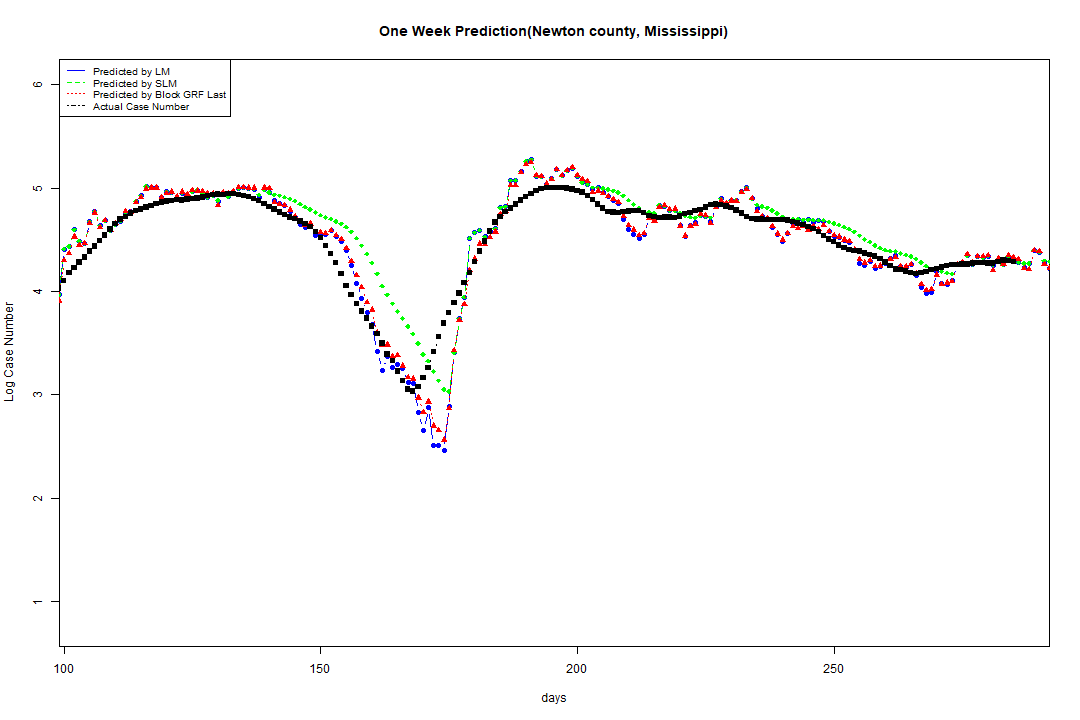 One Week Prediction(Newton county, Mississippi)
Predicted by LM
Predicted by SLM
Predicted by Block GRF Last
Actual Case Number
6
5
4
3
2
1
Log Case Number
100 150 200 250
days